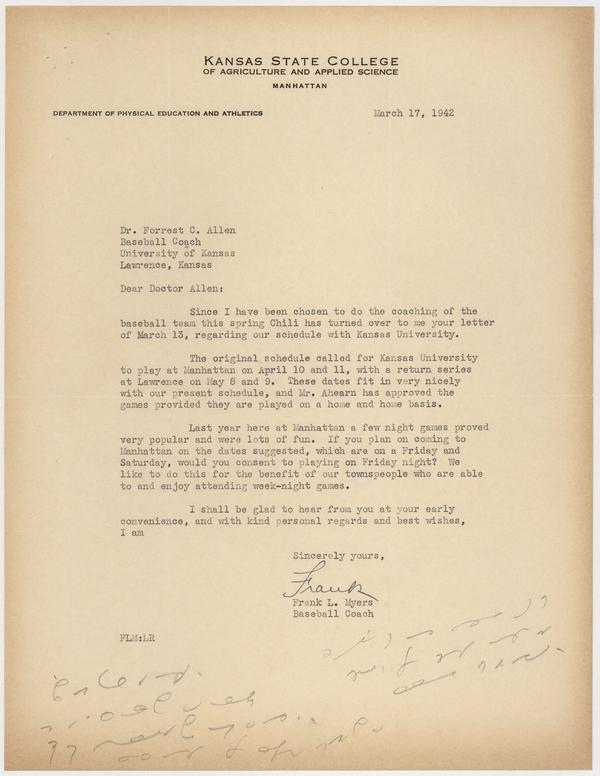 KANSAS STATE COLLEGE
OF AGRICULTURE AND APPLIED SCIENCE
MANHATTAN
DEPARTMENT OF PHYSICAL EDUCATION AND ATHLETICS
March 17, 1942
Dr. Forrest C. Allen
Baseball Coach
University of Kansas
Lawrence, Kansas
Dear Doctor Allen:
Since I have been chosen to do the coaching of the
baseball team this spring Chili has turned over to me your letter
of March 13, regarding our schedule with Kansas University.
The original schedule called for Kansas University
to play at Manhattan on April 10 and 11, with a return series
at Lawrence on May 8 and 9. These dates fit in very nicely
with our present schedule, and Mr. Ahearn has approved the
games provided they are played on a home and home basis.
Last year here at Manhattan a few night games proved
very popular and were lots of fun. If you plan on coming to
Manhattan on the dates suggested, which are on a Friday and
Saturday, would you consent to playing on Friday night? We
like to do this for the benefit of our townspeople who are able
to and enjoy attending week-night games.
I shall be glad to hear from you at your early
convenience, and with kind personal regards and best wishes,
I am
Sincerely yours,
Frank
Frank L. Myers
Baseball Coach
FLM:LR